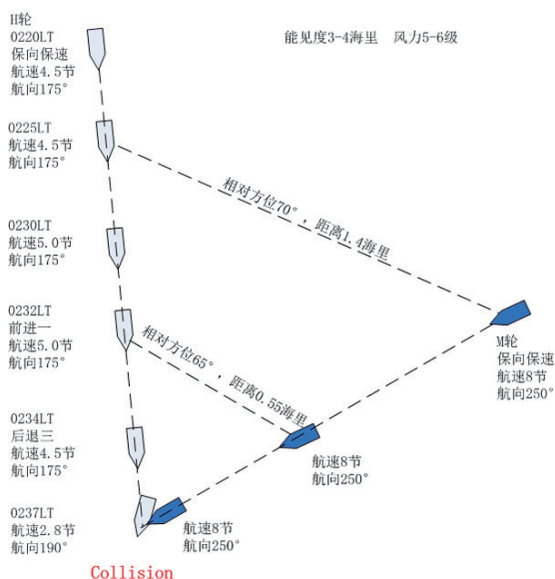 H轮
0220LT
保向保速
航速4.5节
航向175°
能见度3-4海里 风力5-6级
0225LT
航速4.5节
航向175°
相对方位70°，距离1.4海里
0230LT
航速5.0节
航向175°
0232LT
前进一
航速5.0节
航向175°
相对方位65°，距离0.55海里
M轮
保向保速
航速8节
航向250°
0234LT
后退三
航速4.5节
航向175°
航速8节
航向250°
0237LT
航速2.8节
航向190°
航速8节
航向250°
Collision